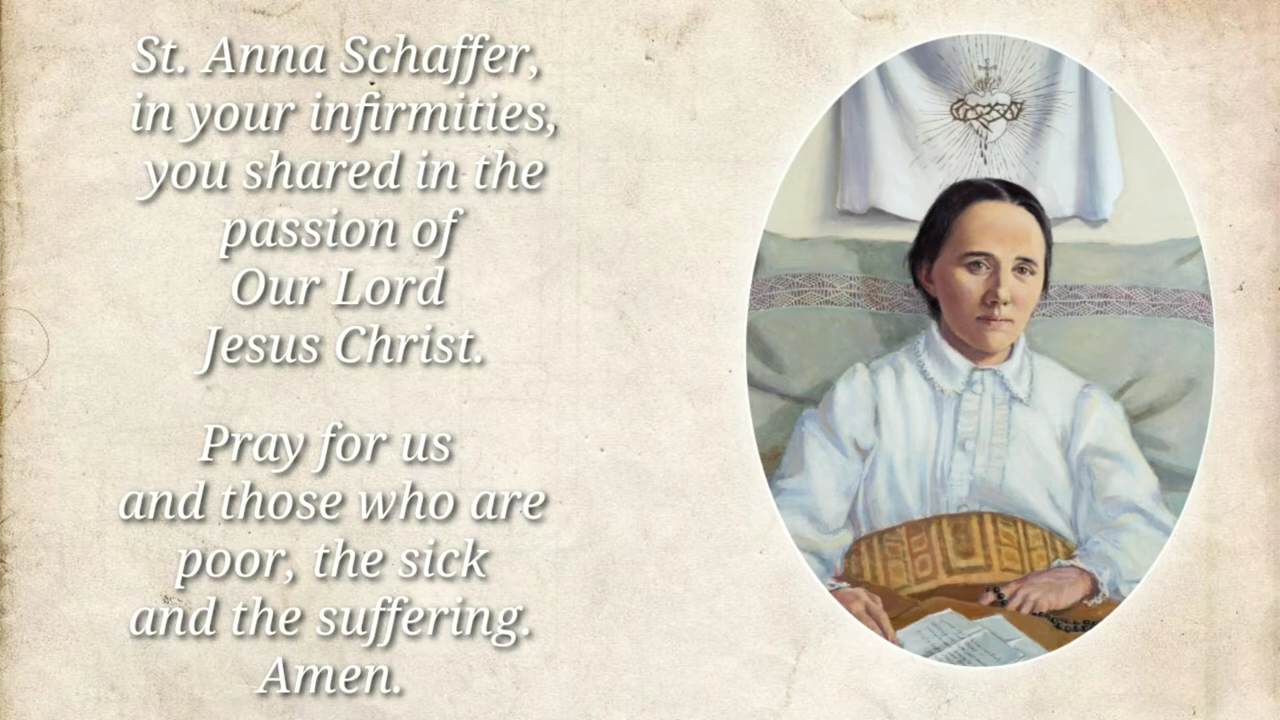 St. Anna Schaffer,
in your infirmities,
you shared in the
passion of
Our Lord
Jesus Christ.
Pray for us
and those who are
poor, the sick
and the suffering.
Amen.